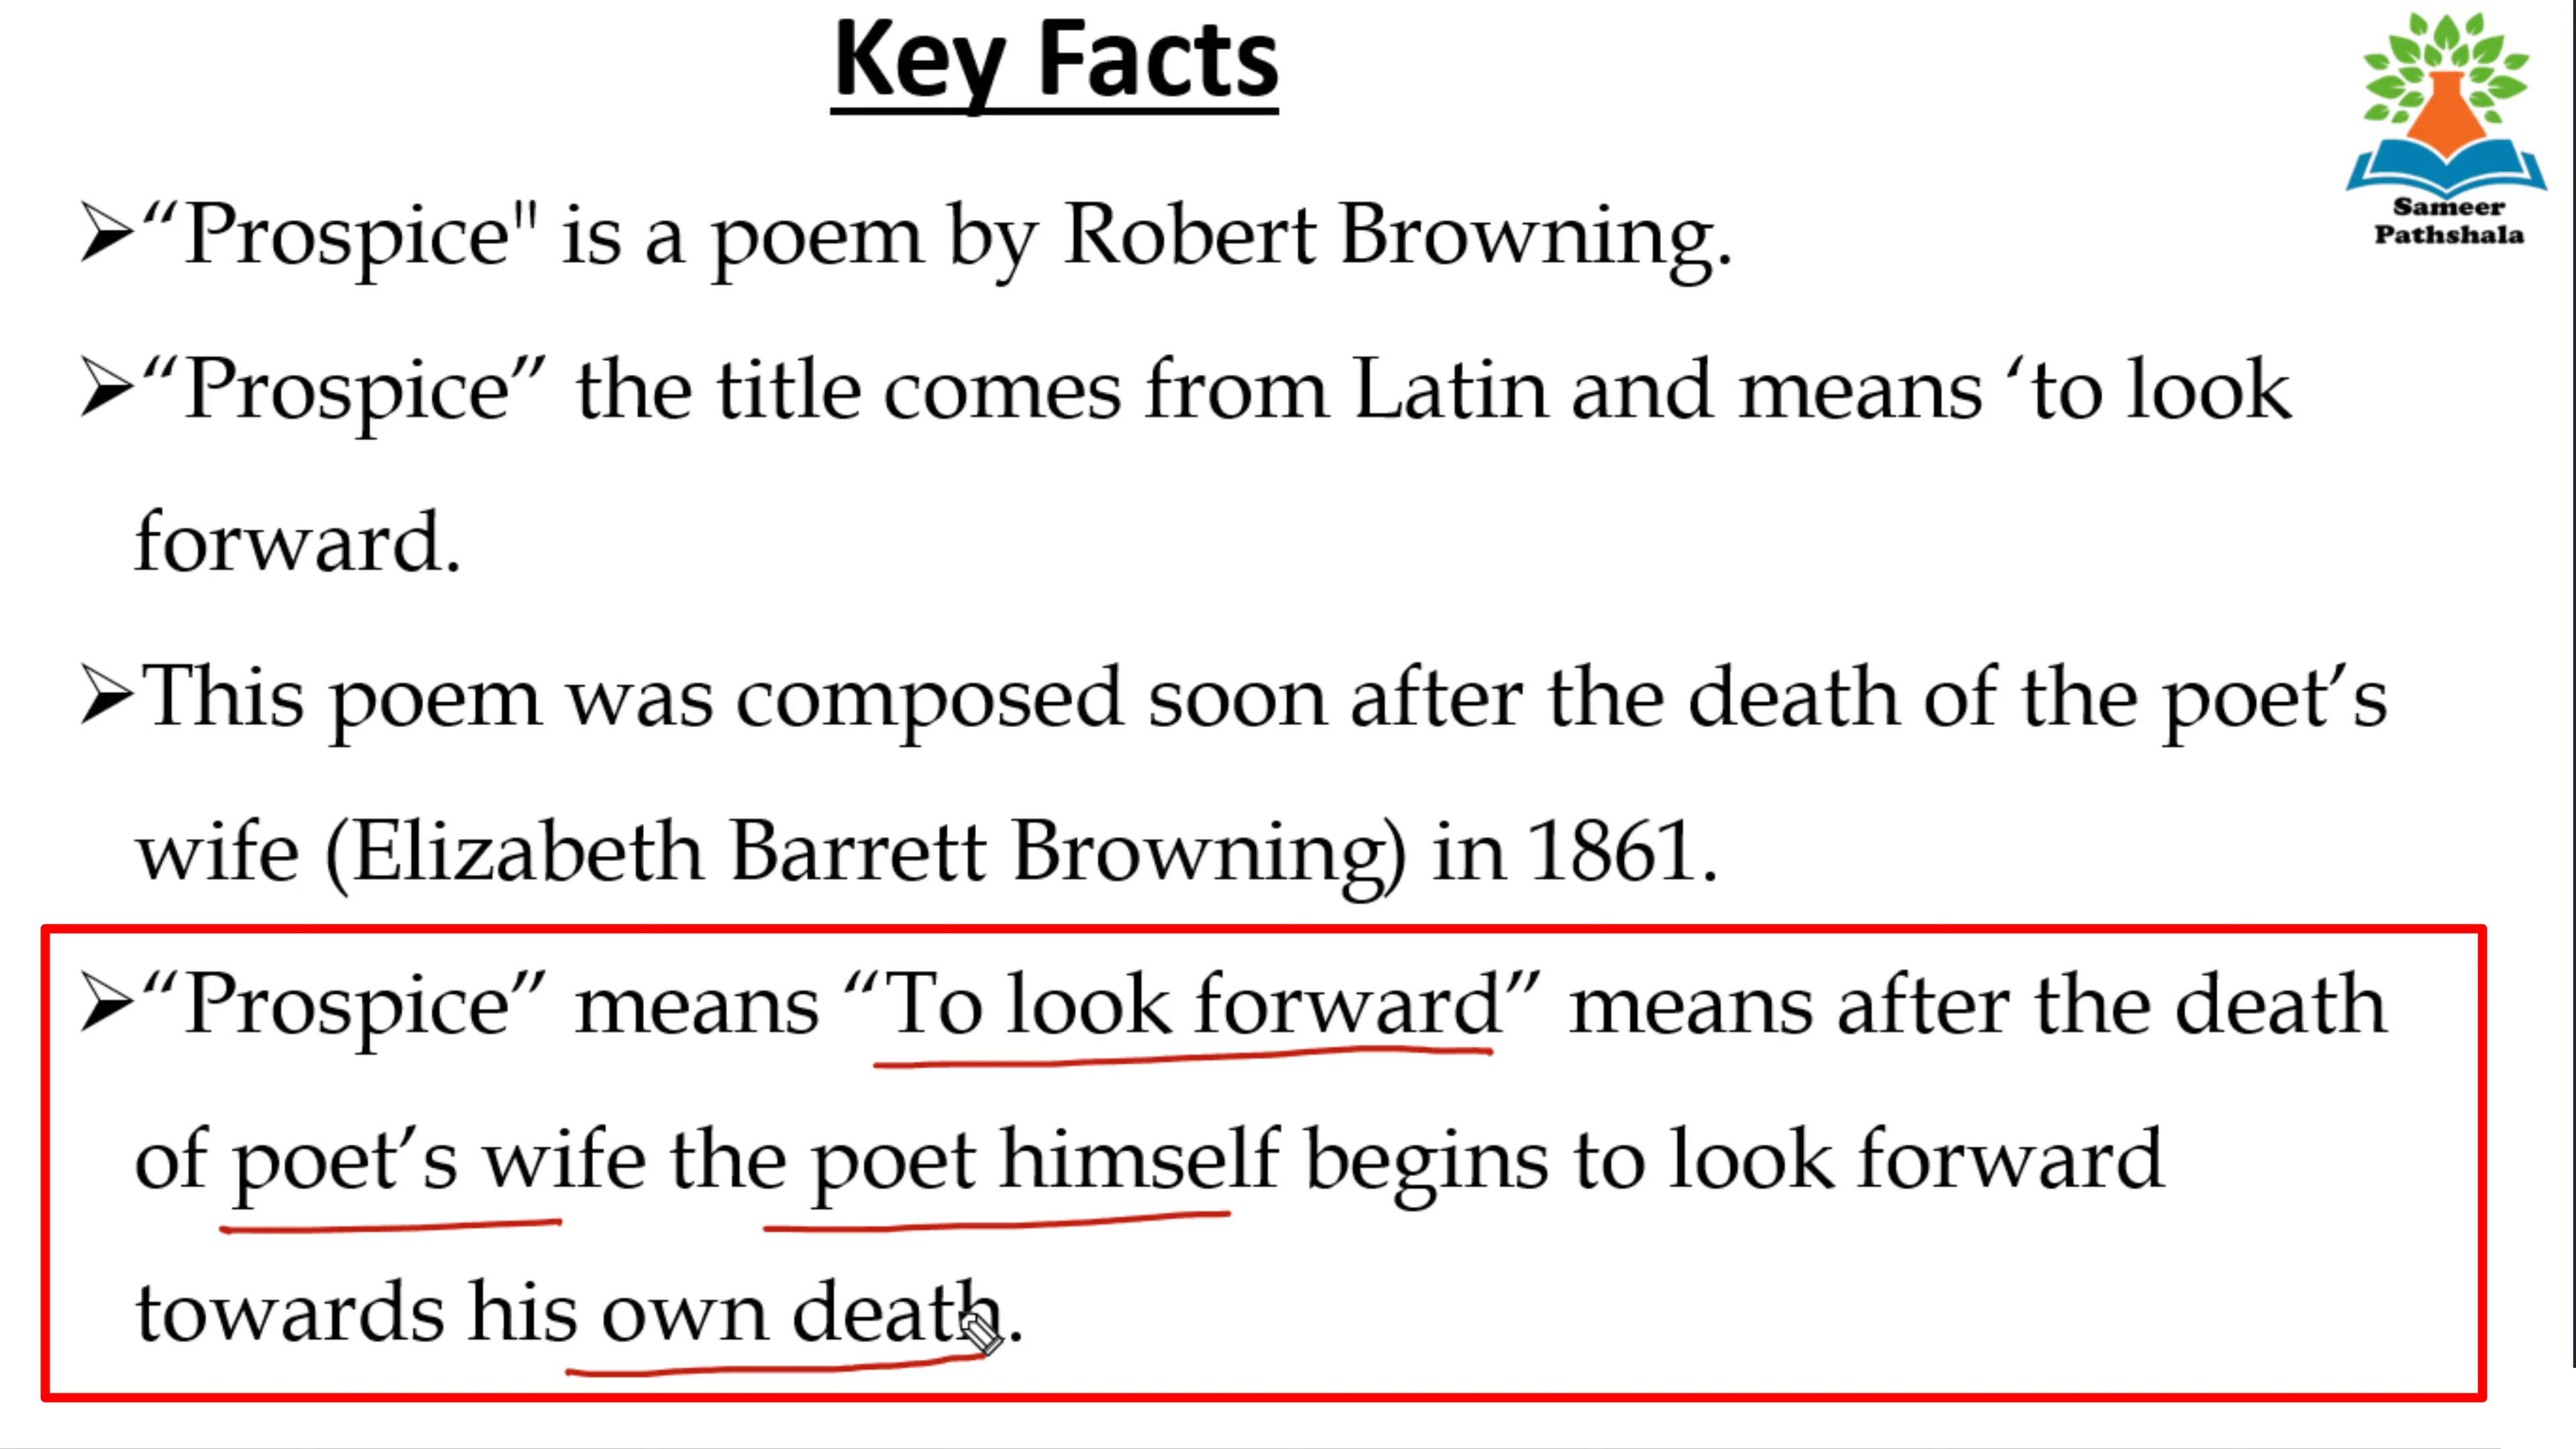 Key Facts
Sameer
Pathshala
➢“Prospice" is a poem by Robert Browning.
➢“Prospice” the title comes from Latin and means ‘to look
forward.
➢This poem was composed soon after the death of the poet’s
wife (Elizabeth Barrett Browning) in 1861.
➢“Prospice” means “To look forward” means after the death
of poet’s wife the poet himself begins to look forward
towards his own death.